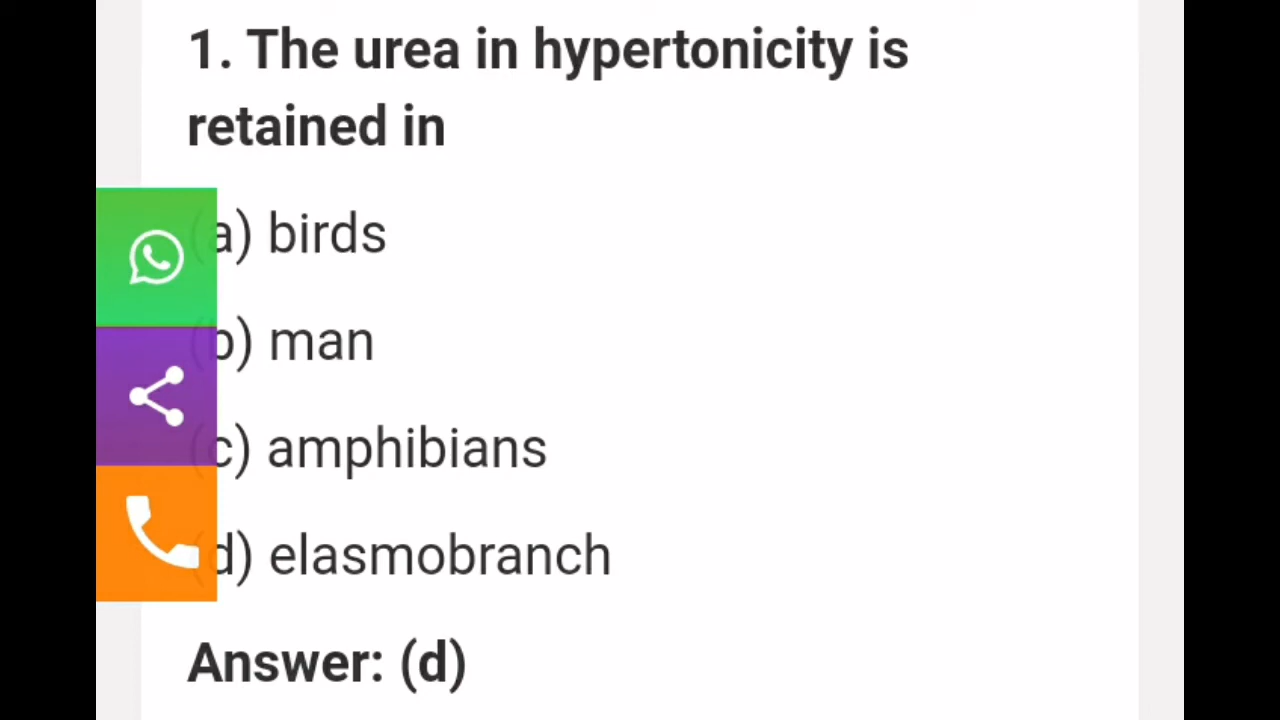 1. The urea in hypertonicity is
retained in
(a) birds
(b) man
(c) amphibians
(d) elasmobranch
Answer: (d)